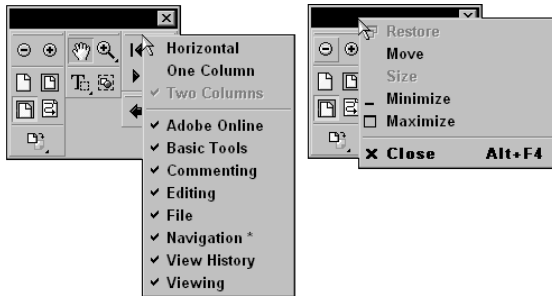 Horizontal
One Column
Two Columns
Adobe Online
Basic Tools
Commenting
Editing
File
Navigation *
View History
Viewing
Restore
Move
Size
Minimize
Maximize
Close Alt+F4